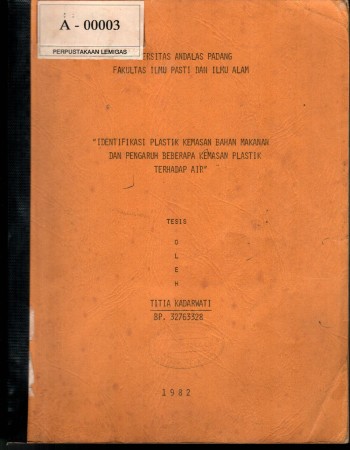 A - 00003
PERPUSTAKAAN LEMIGAS
ERSITAS ANDALAS PADANG
FAKULTAS ILMU PASTI DAN ILMU ALAM
"IDENTIFIKASI PLASTIK KEMASAN BAHAN MAKANAN
DAN PENGARUH BEBERAPA KEMASAN PLASTIK
TERHADAP AIR"
TESIS
O
L
E
H
TITIA KADARWATI
BP. 32763328
1982